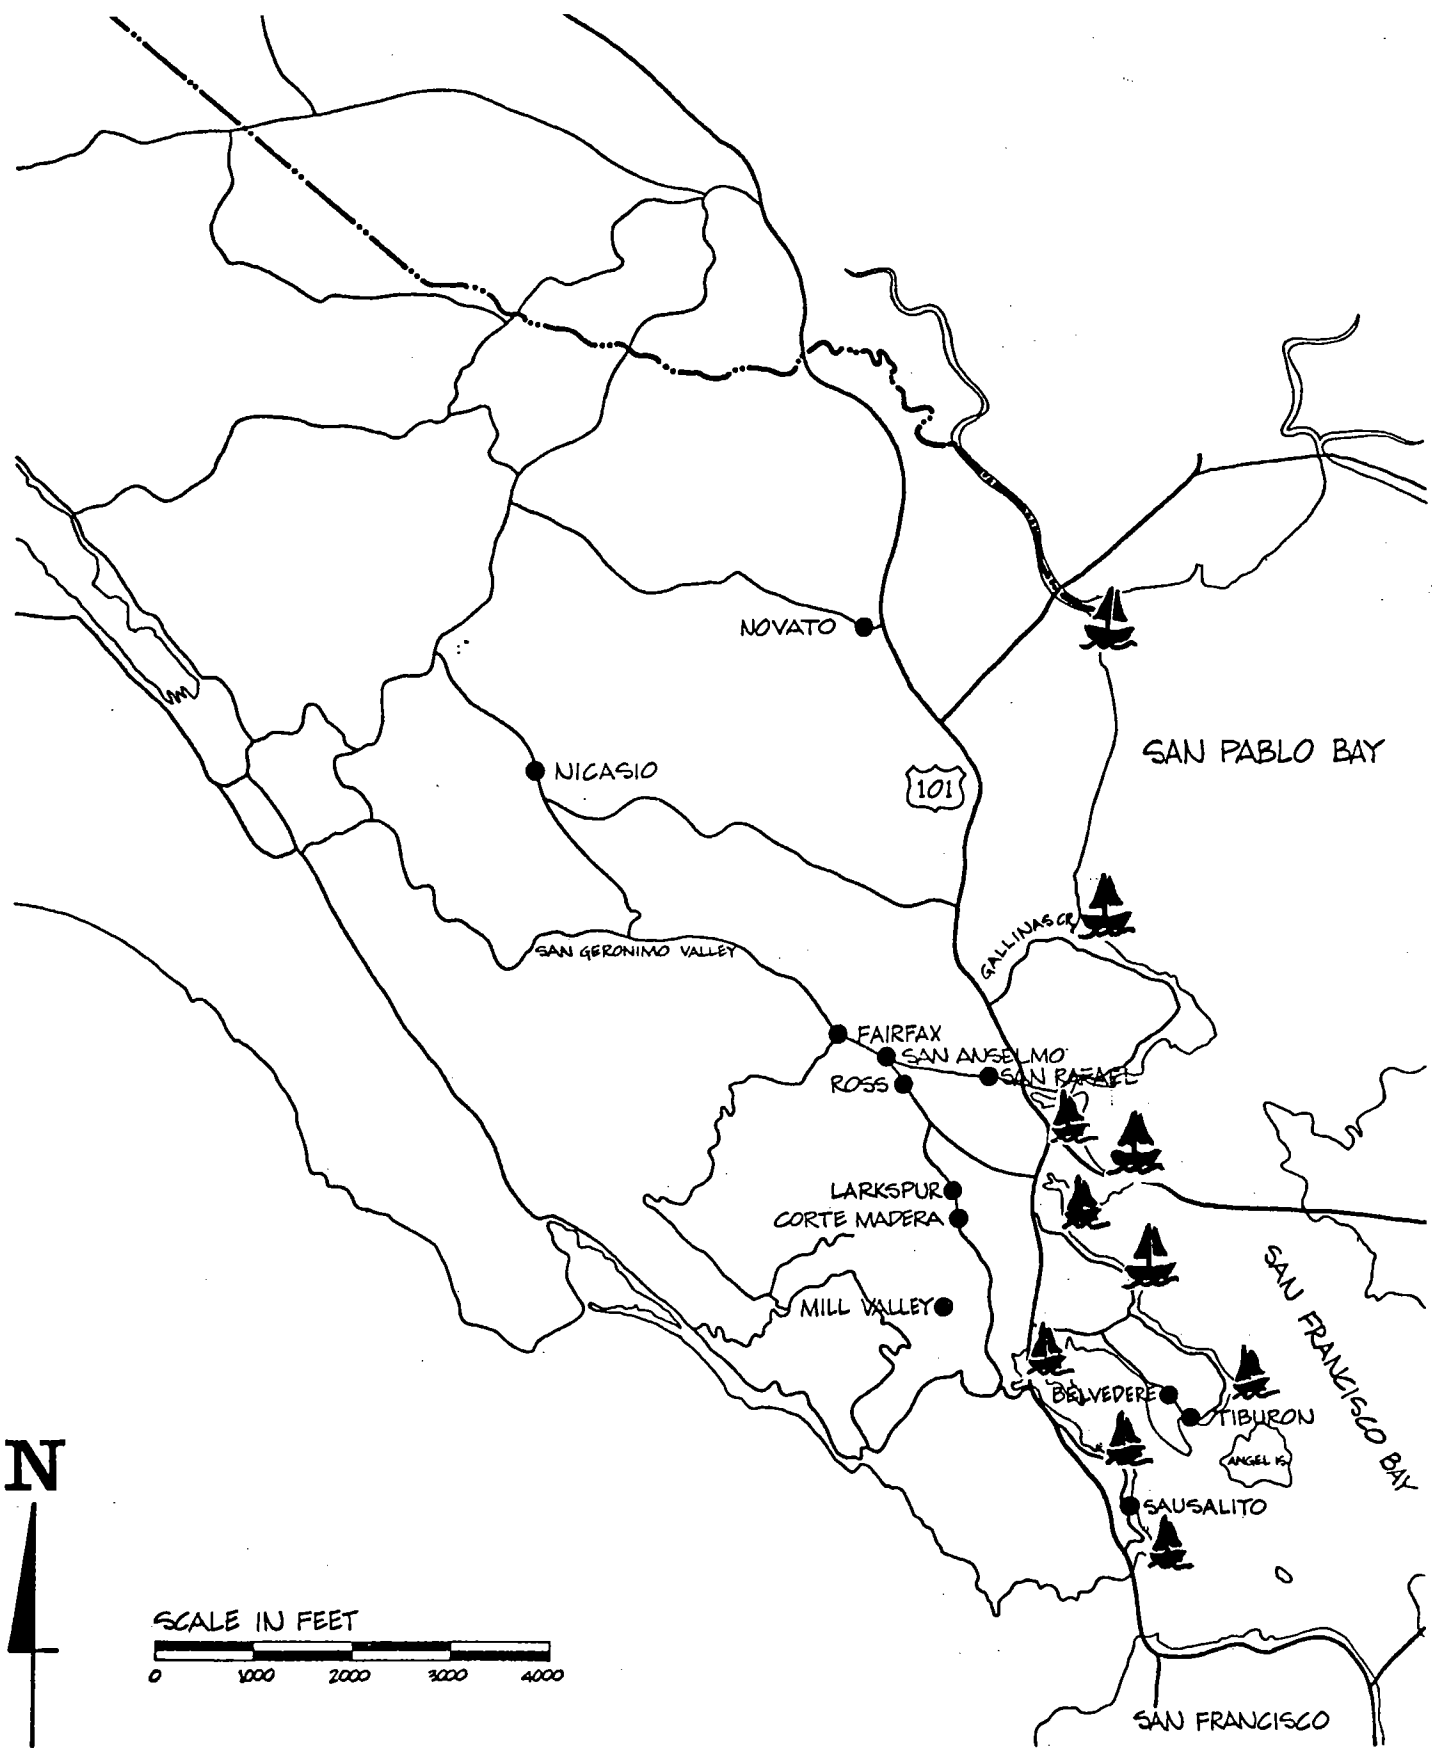 NOVATO
SAN PABLO BAY
NICASIO
101
GALLINAS CR.
SAN GERONIMO VALLEY
FAIRFAX
SAN ANSELMO
SAN RAFAEL
ROSS
LARKSPUR
CORTE MADERA
SAN FRANCISCO BAY
MILL VALLEY
BELVEDERE
TIBURON
ANGEL IS.
N
SAUSALITO
SCALE IN FEET
0 1000 2000 3000 4000
SAN FRANCISCO